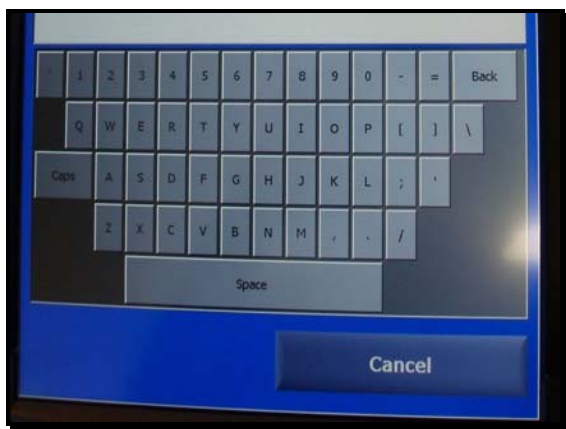 ` 1 2 3 4 5 6 7 8 9 0 - = Back
Q W E R T Y U I O P [ ] \
Caps A S D F G H J K L ; '
Z X C V B N M , . /
Space
Cancel